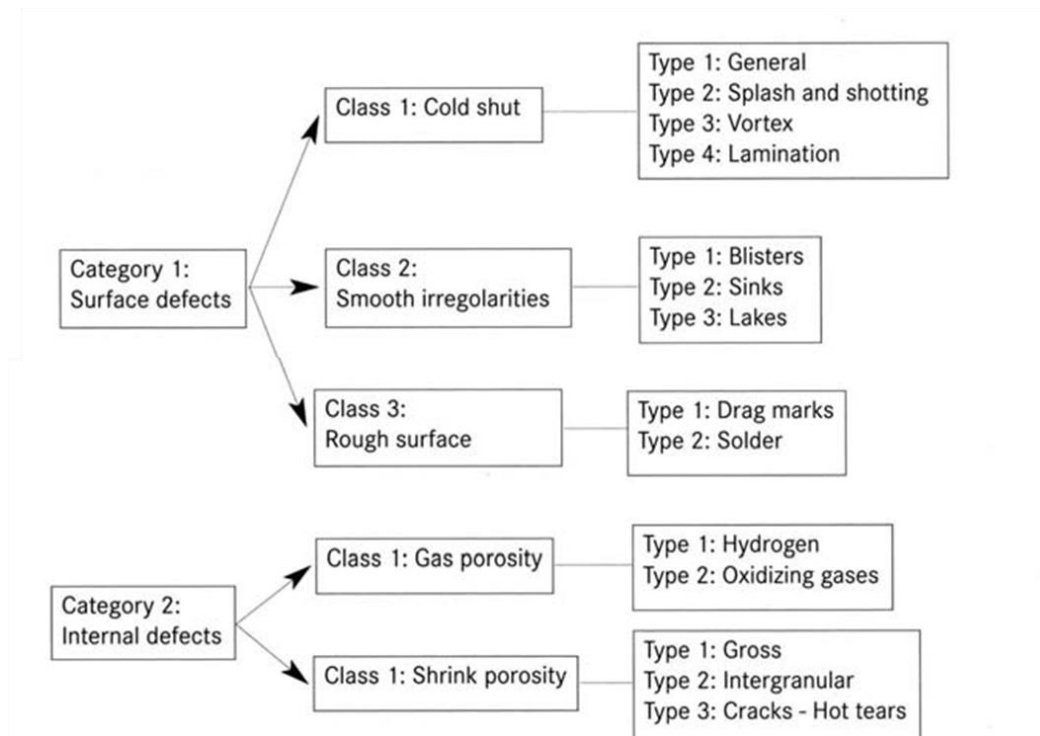 Category 1:
Surface defects
Class 1: Cold shut
Type 1: General
Type 2: Splash and shotting
Type 3: Vortex
Type 4: Lamination
Class 2:
Smooth irregolarities
Type 1: Blisters
Type 2: Sinks
Type 3: Lakes
Class 3:
Rough surface
Type 1: Drag marks
Type 2: Solder
Category 2:
Internal defects
Class 1: Gas porosity
Type 1: Hydrogen
Type 2: Oxidizing gases
Class 1: Shrink porosity
Type 1: Gross
Type 2: Intergranular
Type 3: Cracks - Hot tears